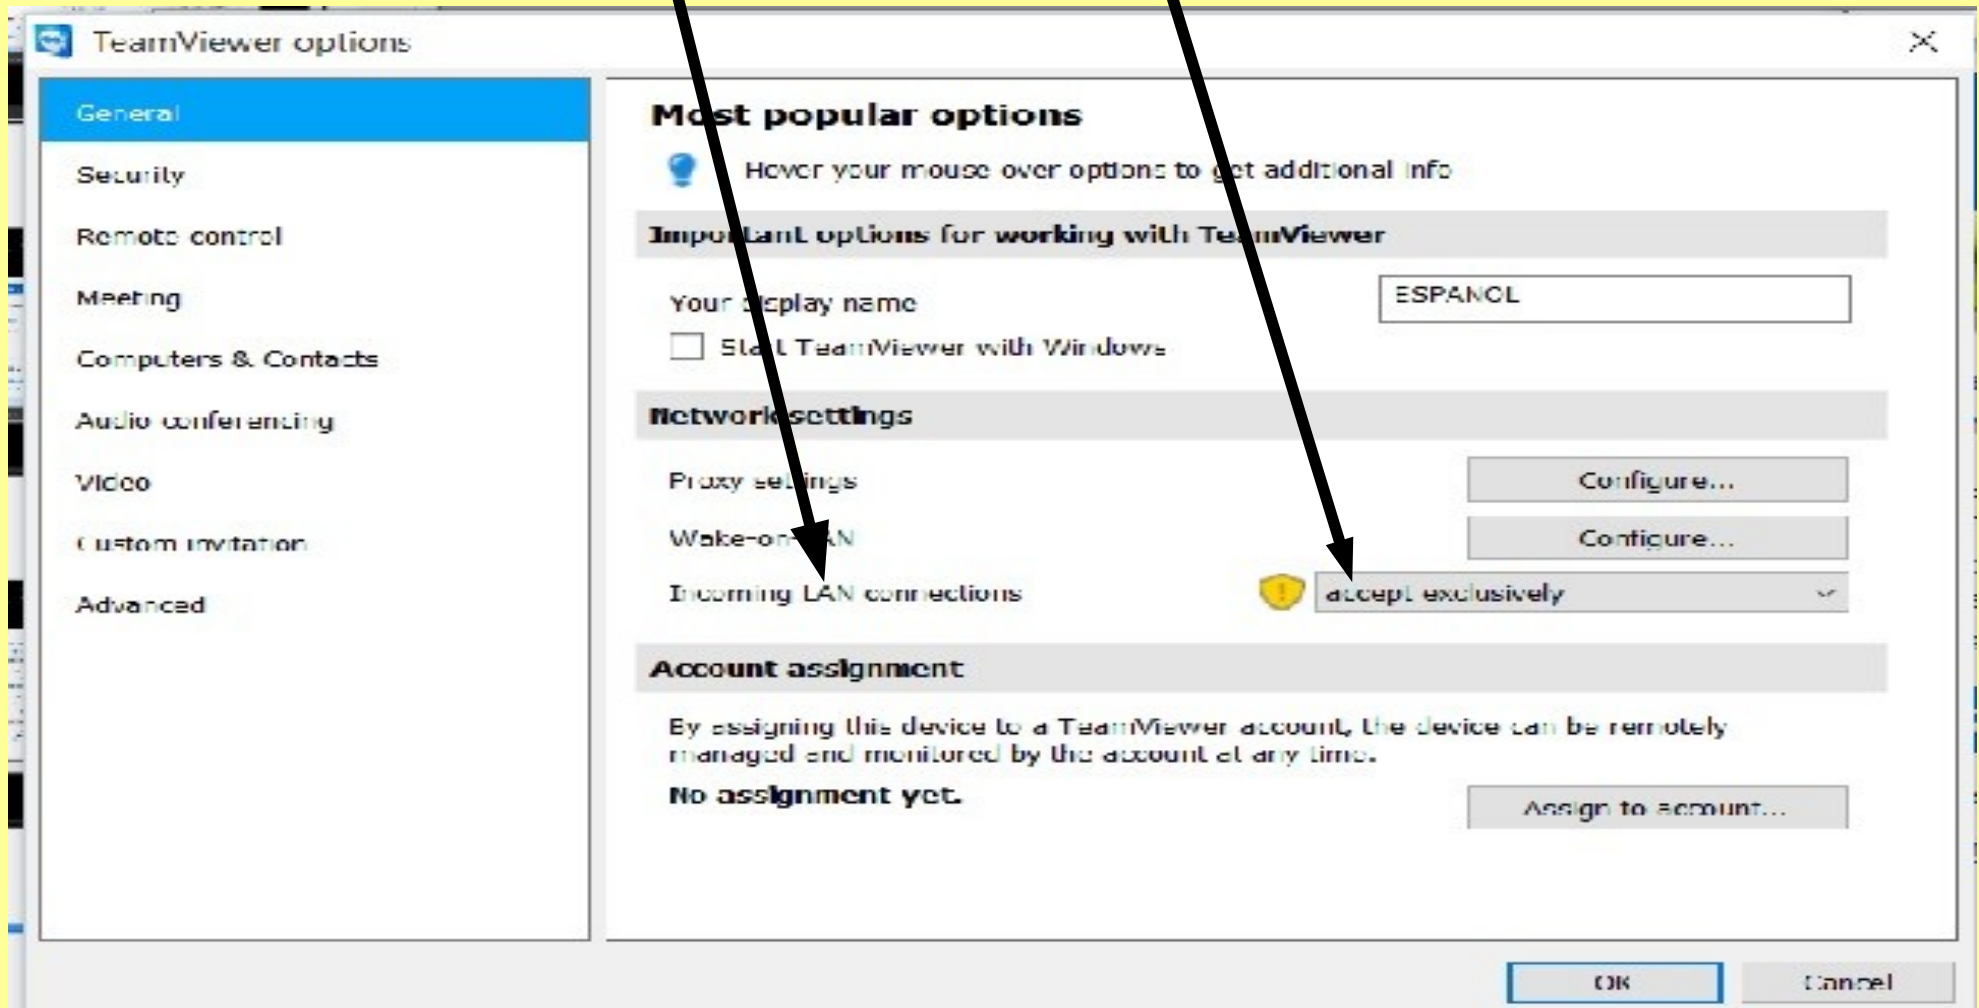 TeamViewer options
General
Security
Remote control
Meeting
Computers & Contacts
Audio conferencing
Video
Custom invitation
Advanced
Most popular options
Hover your mouse over options to get additional info
Important options for working with TeamViewer
Your display name
ESPANOL
Start TeamViewer with Windows
Network settings
Proxy settings
Configure...
Wake-on-LAN
Configure...
Incoming LAN connections
accept exclusively
Account assignment
By assigning this device to a TeamViewer account, the device can be remotely
managed and monitored by the account at any time.
No assignment yet.
Assign to account...
OK
Cancel